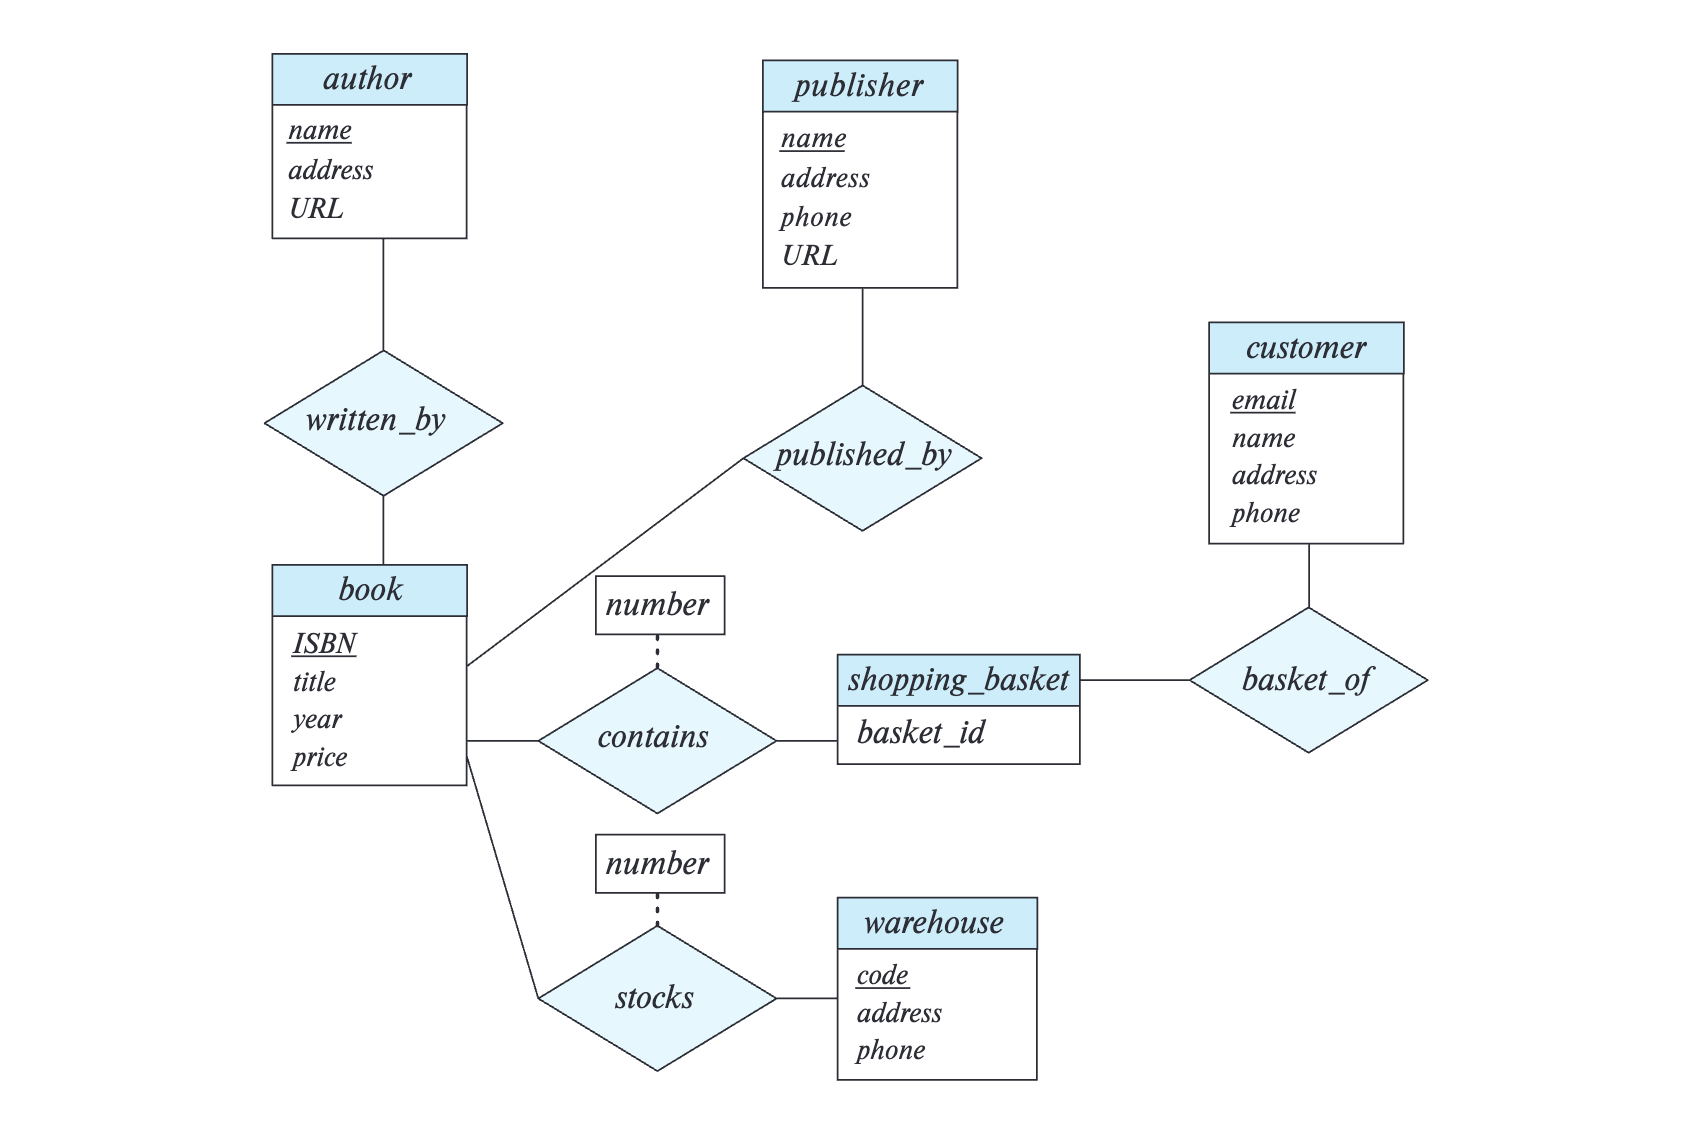 author
name
address
URL
publisher
name
address
phone
URL
customer
email
name
address
phone
written_by
published_by
book
ISBN
title
year
price
number
contains
shopping_basket
basket_id
basket_of
number
stocks
warehouse
code
address
phone